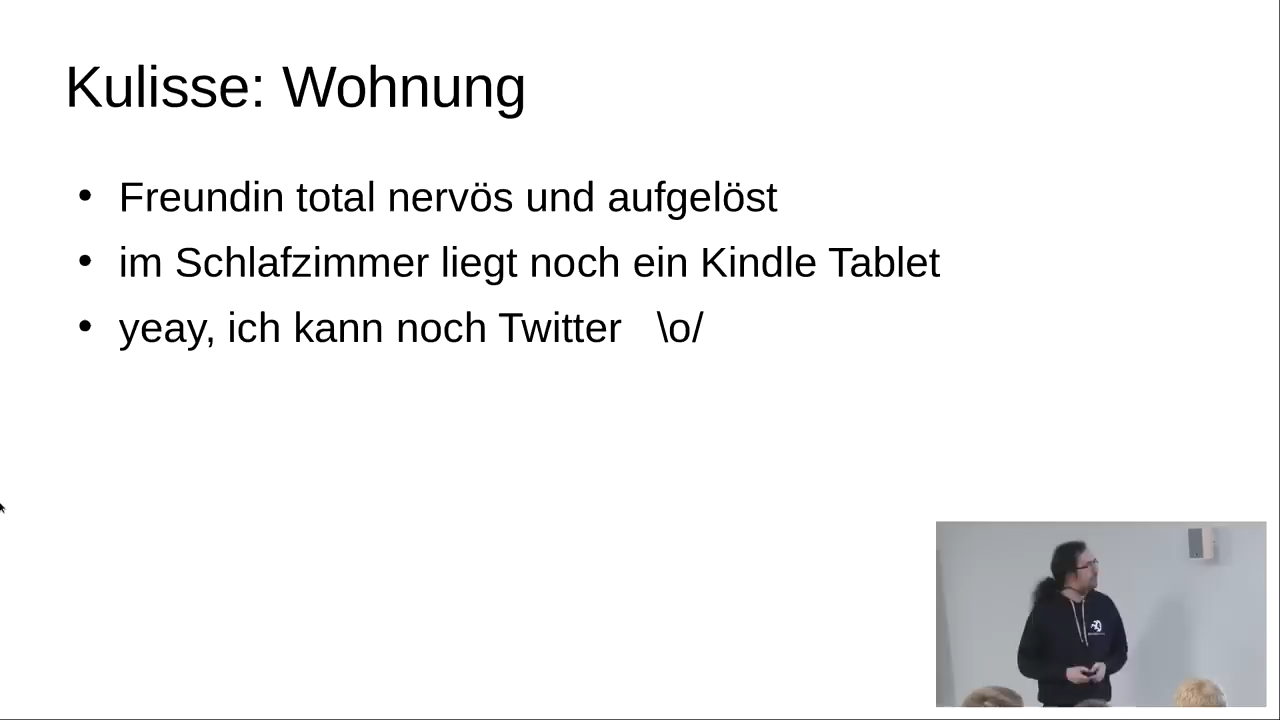 Kulisse: Wohnung
• Freundin total nervös und aufgelöst
• im Schlafzimmer liegt noch ein Kindle Tablet
• yeay, ich kann noch Twitter \o/